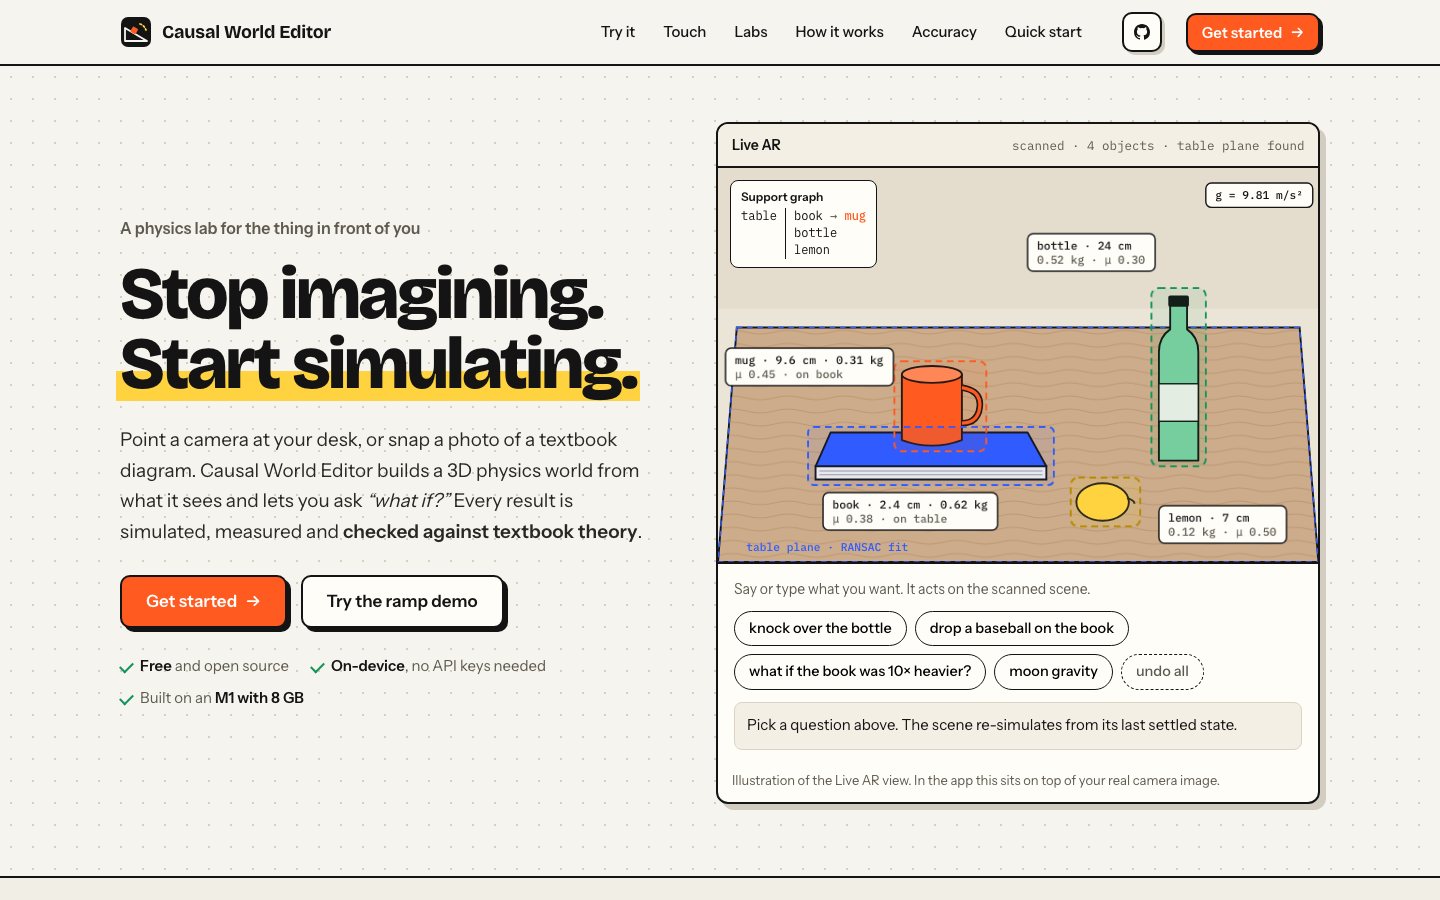 Causal World Editor
Try it
Touch
Labs
How it works
Accuracy
Quick start
Get started →
A physics lab for the thing in front of you
Stop imagining.
Start simulating.
Point a camera at your desk, or snap a photo of a textbook
diagram. Causal World Editor builds a 3D physics world from
what it sees and lets you ask “what if?” Every result is
simulated, measured and checked against textbook theory.
Get started →
Try the ramp demo
Free and open source
On-device, no API keys needed
Built on an M1 with 8 GB
Live AR
scanned · 4 objects · table plane found
Support graph
table
book → mug
bottle
lemon
g = 9.81 m/s²
bottle · 24 cm
0.52 kg · μ 0.30
mug · 9.6 cm · 0.31 kg
μ 0.45 · on book
book · 2.4 cm · 0.62 kg
μ 0.38 · on table
lemon · 7 cm
0.12 kg · μ 0.50
table plane · RANSAC fit
Say or type what you want. It acts on the scanned scene.
knock over the bottle
drop a baseball on the book
what if the book was 10× heavier?
moon gravity
undo all
Pick a question above. The scene re-simulates from its last settled state.
Illustration of the Live AR view. In the app this sits on top of your real camera image.